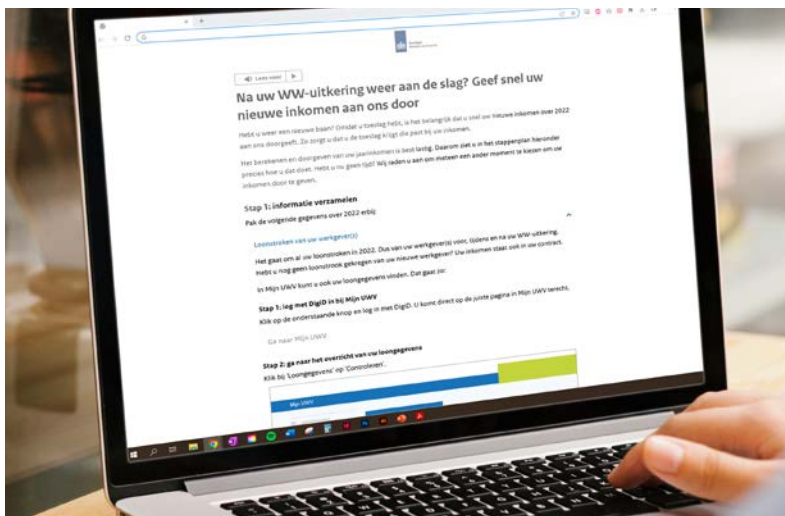 Lees voor
Na uw WW-uitkering weer aan de slag? Geef snel uw
nieuwe inkomen aan ons door
Hebt u weer een nieuwe baan? Omdat u toeslag hebt, is het belangrijk dat u snel uw nieuwe inkomen over 2022
aan ons doorgeeft. Zo zorgt u dat u de toeslag krijgt die past bij uw inkomen.
Het berekenen en doorgeven van uw jaarinkomen is best lastig. Daarom ziet u in het stappenplan hieronder
precies hoe u dat doet. Hebt u nu geen tijd? Wij raden u aan om meteen een ander moment te kiezen om uw
inkomen door te geven.
Stap 1: informatie verzamelen
Pak de volgende gegevens over 2022 erbij:
Loonstroken van uw werkgever(s)
Het gaat om al uw loonstroken in 2022. Dus van uw werkgever(s) voor, tijdens en na uw WW-uitkering.
Hebt u nog geen loonstrook gekregen van uw nieuwe werkgever? Uw inkomen staat ook in uw contract.
In Mijn UWV kunt u ook uw loongegevens vinden. Dat gaat zo:
Stap 1: log met DigiD in bij Mijn UWV
Klik op de onderstaande knop en log in met DigiD. U komt direct op de juiste pagina in Mijn UWV terecht.
Ga naar Mijn UWV
Stap 2: ga naar het overzicht van uw loongegevens
Klik bij 'Loongegevens' op 'Controleren'.
Mijn UWV